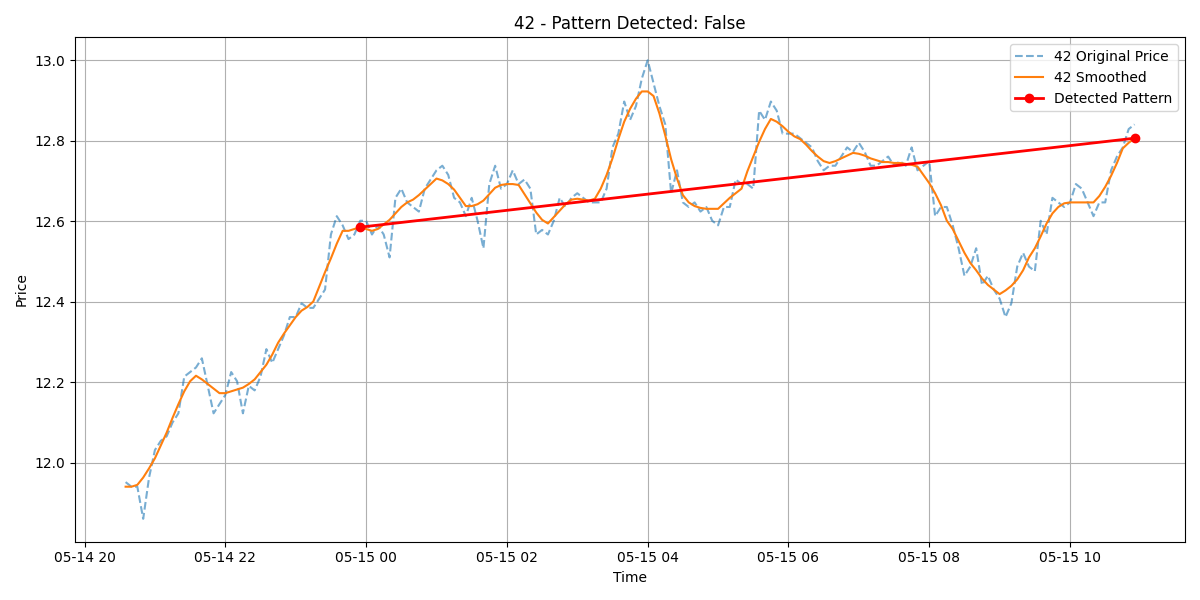 42 - Pattern Detected: False
42 Original Price
42 Smoothed
Detected Pattern
Price
13.0
12.8
12.6
12.4
12.2
12.0
05-14 20 05-14 22 05-15 00 05-15 02 05-15 04 05-15 06 05-15 08 05-15 10
Time